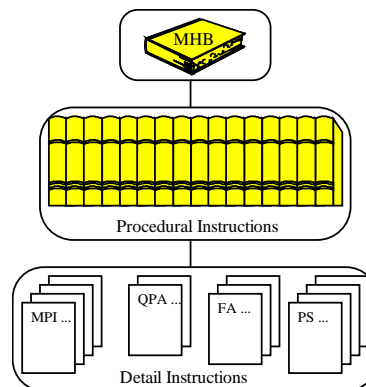 MHB
Procedural Instructions
MPI ...
QPA ...
FA ...
PS ...
Detail Instructions